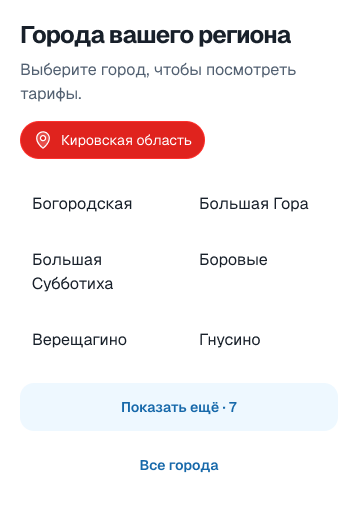 Города вашего региона
Выберите город, чтобы посмотреть
тарифы.
Кировская область
Богородская
Большая Гора
Большая
Субботиха
Боровые
Верещагино
Гнусино
Показать ещё · 7
Все города